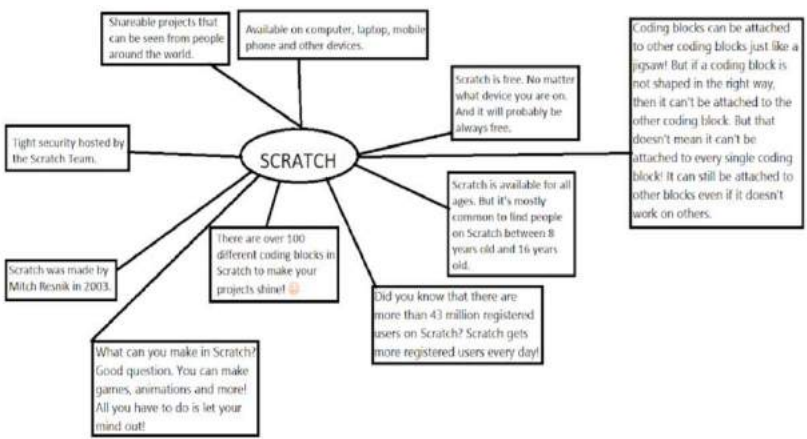 Shareable projects that
can be seen from people
around the world.
Available on computer, laptop, mobile
phone and other devices.
Coding blocks can be attached
to other coding blocks just like a
jigsaw! But if a coding block is
not shaped in the right way,
then it can't be attached to the
other coding block. But that
doesn't mean it can't be
attached to every single coding
block! It can still be attached to
other blocks even if it doesn't
work on others.
Scratch is free. No matter
what device you are on.
And it will probably be
always free.
Tight security hosted by
the Scratch Team.
SCRATCH
Scratch is available for all
ages. But it's mostly
common to find people
on Scratch between 8
years old and 16 years
old.
There are over 100
different coding blocks in
Scratch to make your
projects shine!
Scratch was made by
Mitch Resnik in 2003.
Did you know that there are
more than 43 million registered
users on Scratch? Scratch gets
more registered users every day!
What can you make in Scratch?
Good question. You can make
games, animations and more!
All you have to do is let your
mind out!